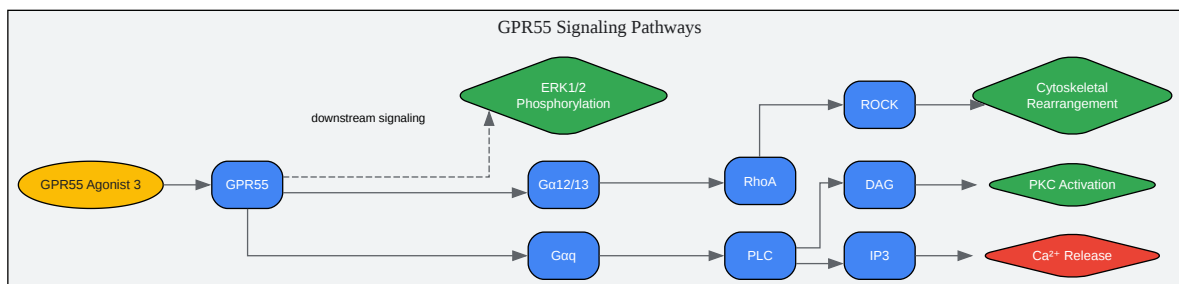 GPR55 Signaling Pathways
ERK1/2
Phosphorylation
downstream signaling
ROCK
Cytoskeletal
Rearrangement
GPR55 Agonist 3
GPR55
Gα12/13
RhoA
DAG
PKC Activation
Gαq
PLC
IP3
Ca²⁺ Release